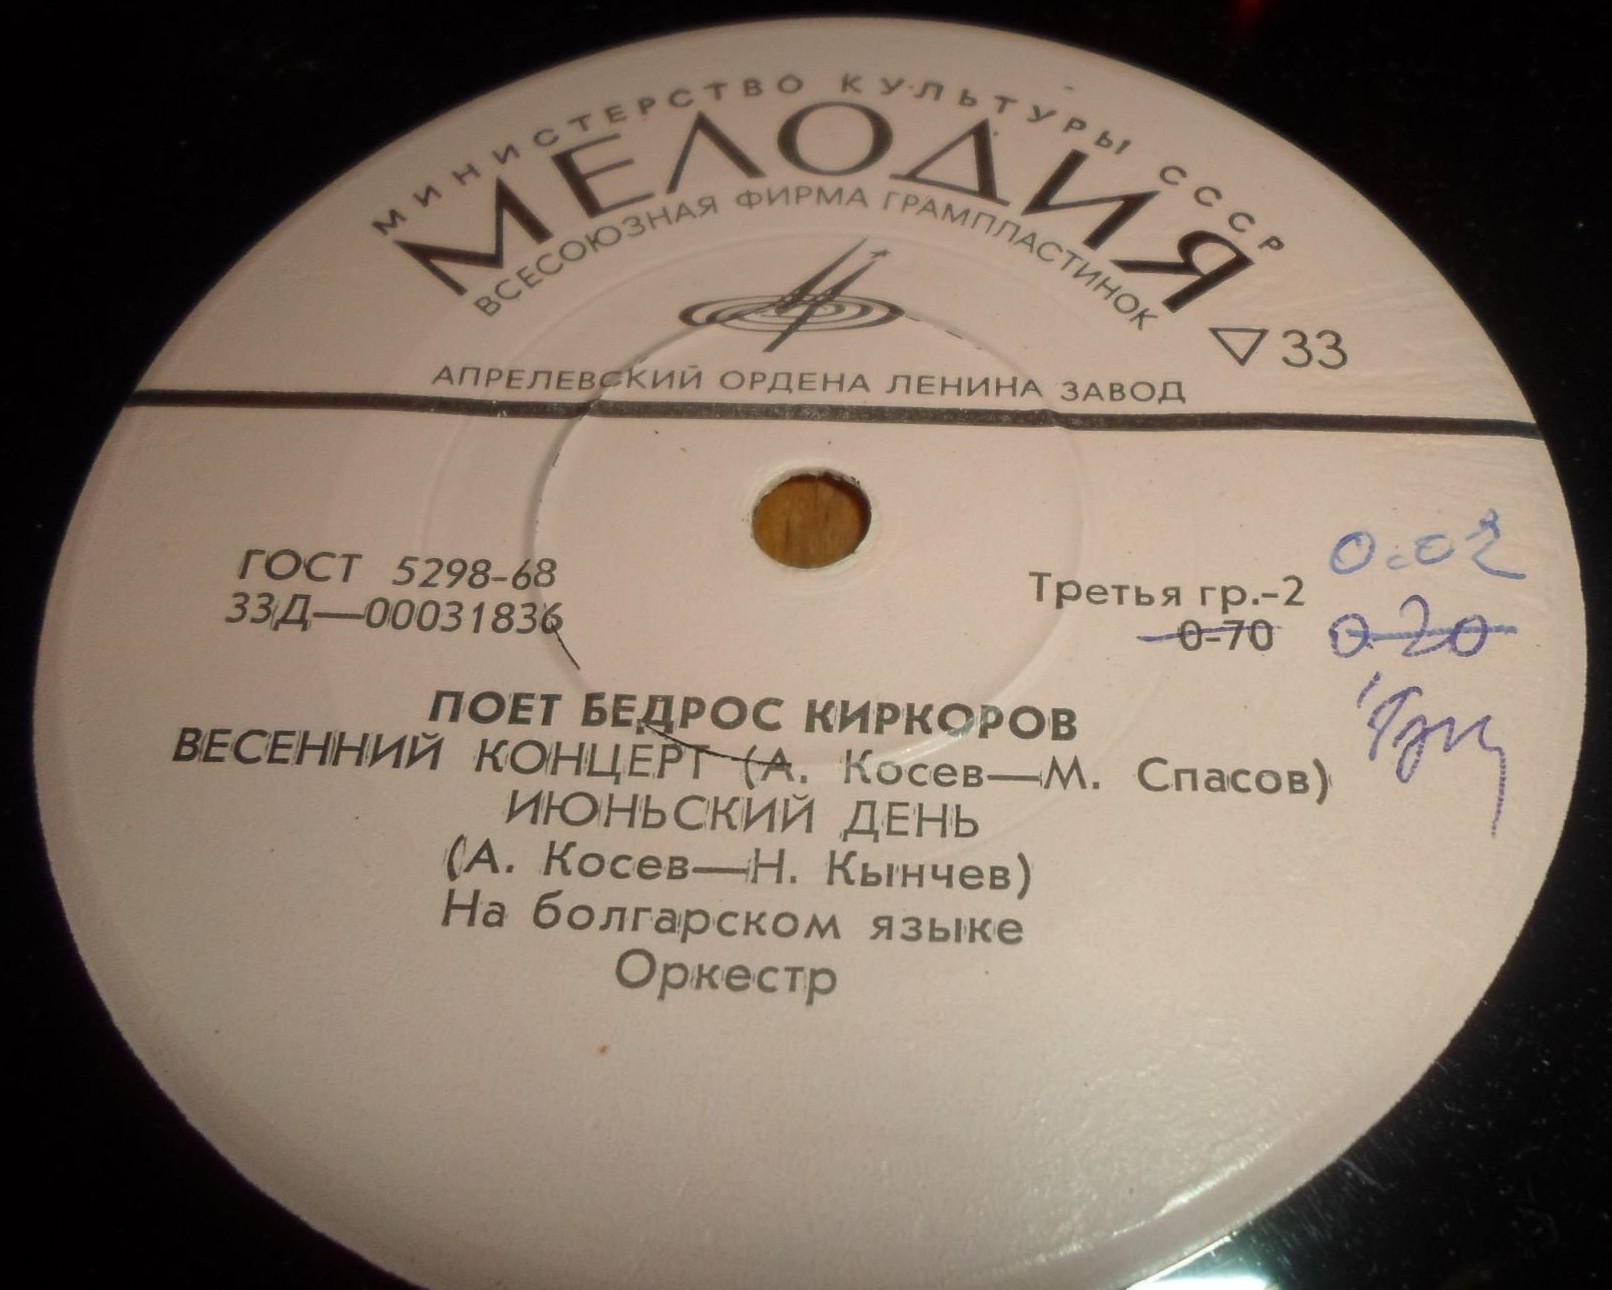 МИНИСТЕРСТВО КУЛЬТУРЫ СССР
МЕЛОДИЯ
ВСЕСОЮЗНАЯ ФИРМА ГРАМПЛАСТИНОК
33
АПРЕЛЕВСКИЙ ОРДЕНА ЛЕНИНА ЗАВОД
ГОСТ 5298-68
33Д—00031836
Третья гр.-2
0-70
0-20
ПОЕТ БЕДРОС КИРКОРОВ
ВЕСЕННИЙ КОНЦЕРТ (А. Косев—М. Спасов)
ИЮНЬСКИЙ ДЕНЬ
(А. Косев—Н. Кынчев)
На болгарском языке
Оркестр